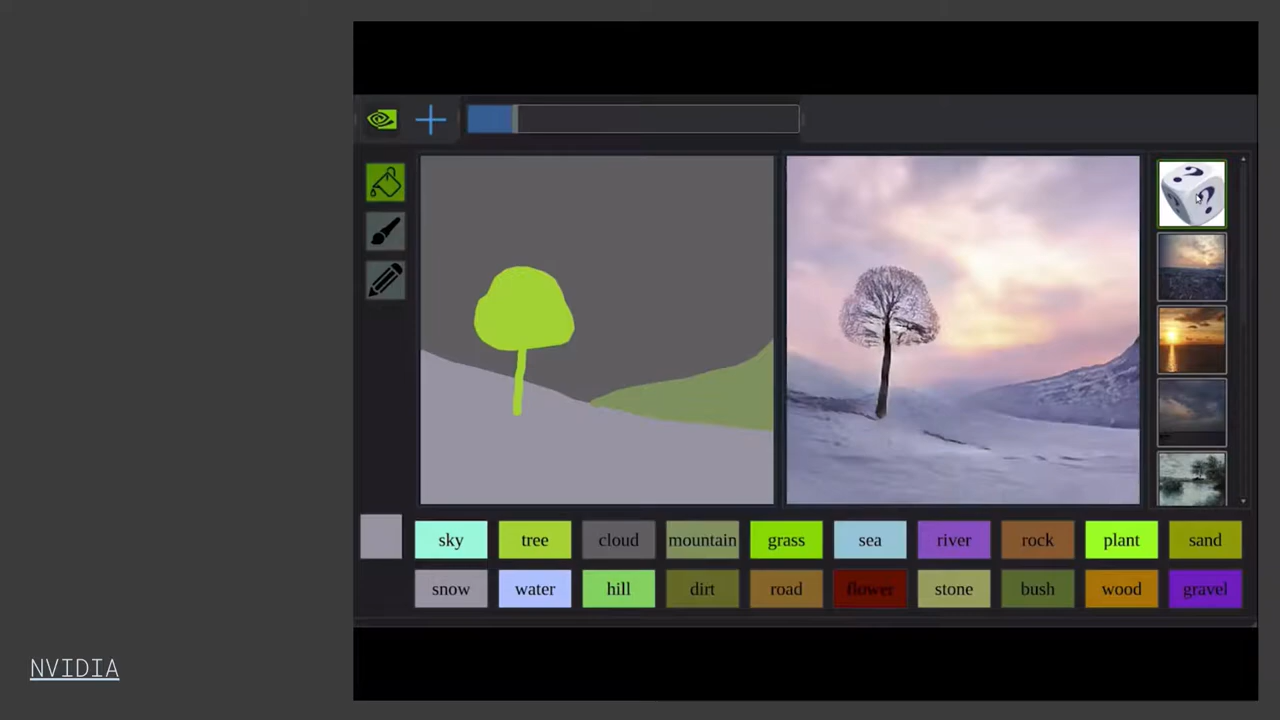 sky tree cloud mountain grass sea river rock plant sand
snow water hill dirt road flower stone bush wood gravel
NVIDIA